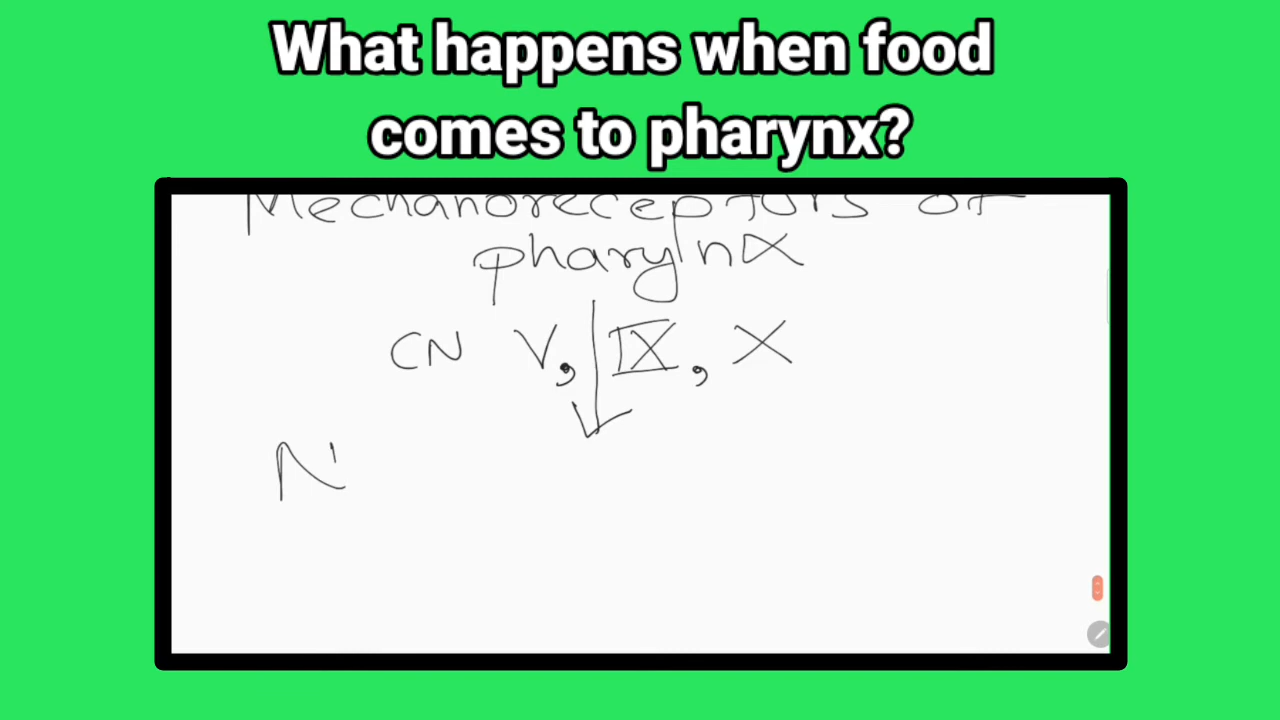 What happens when food
comes to pharynx?
Mechanoreceptors of
pharynx
CN V, IX, X
N